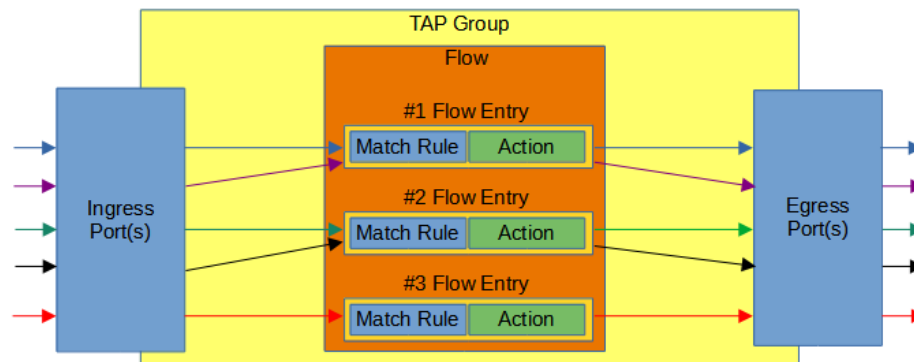 TAP Group
Flow
#1 Flow Entry
Match Rule Action
#2 Flow Entry
Match Rule Action
#3 Flow Entry
Match Rule Action
Ingress
Port(s)
Egress
Port(s)